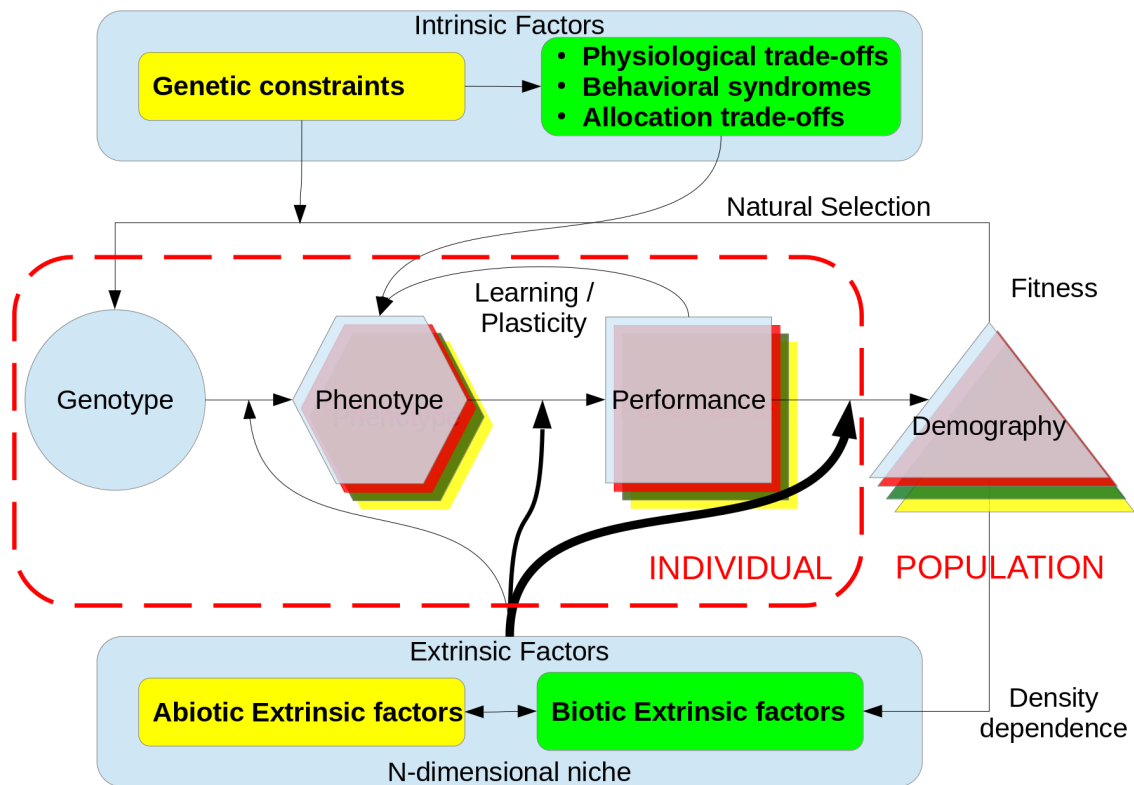 Intrinsic Factors
Genetic constraints
• Physiological trade-offs
• Behavioral syndromes
• Allocation trade-offs
Natural Selection
Learning /
Plasticity
Fitness
Genotype
Phenotype
Performance
Demography
INDIVIDUAL
POPULATION
Extrinsic Factors
Abiotic Extrinsic factors
Biotic Extrinsic factors
Density
dependence
N-dimensional niche